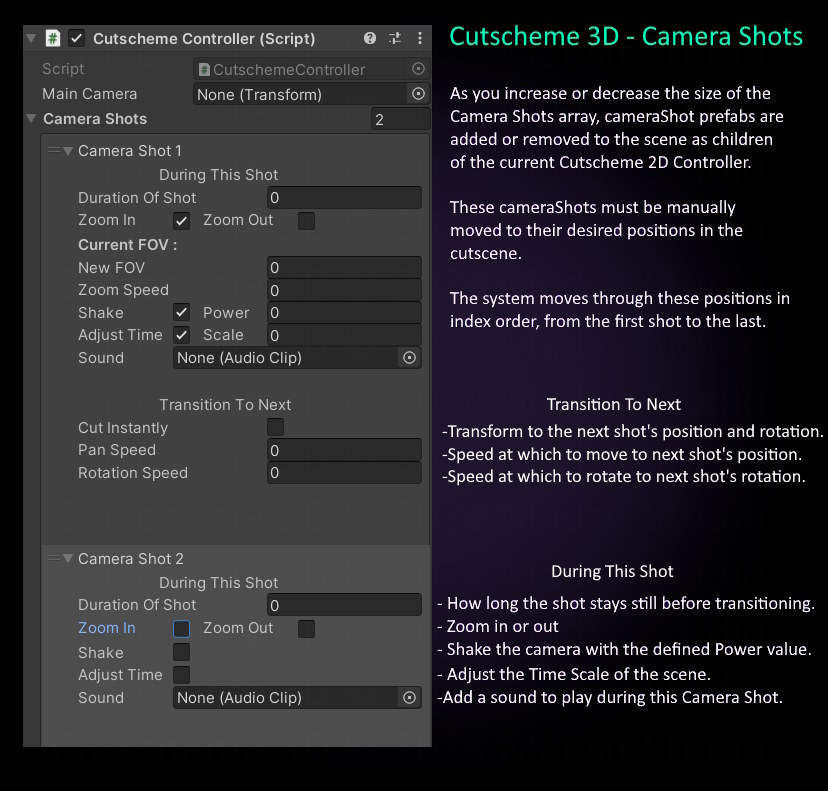 Cutscheme Controller (Script)
Script
CutschemeController
Main Camera
None (Transform)
Camera Shots
2
Camera Shot 1
During This Shot
Duration Of Shot
0
Zoom In
Zoom Out
Current FOV :
New FOV
0
Zoom Speed
0
Shake
Power
0
Adjust Time
Scale
0
Sound
None (Audio Clip)
Transition To Next
Cut Instantly
Pan Speed
0
Rotation Speed
0
Camera Shot 2
During This Shot
Duration Of Shot
0
Zoom In
Zoom Out
Shake
Adjust Time
Sound
None (Audio Clip)
Cutscheme 3D - Camera Shots
As you increase or decrease the size of the
Camera Shots array, cameraShot prefabs are
added or removed to the scene as children
of the current Cutscheme 2D Controller.
These cameraShots must be manually
moved to their desired positions in the
cutscene.
The system moves through these positions in
index order, from the first shot to the last.
Transition To Next
-Transform to the next shot's position and rotation.
-Speed at which to move to next shot's position.
-Speed at which to rotate to next shot's rotation.
During This Shot
- How long the shot stays still before transitioning.
- Zoom in or out
- Shake the camera with the defined Power value.
- Adjust the Time Scale of the scene.
-Add a sound to play during this Camera Shot.